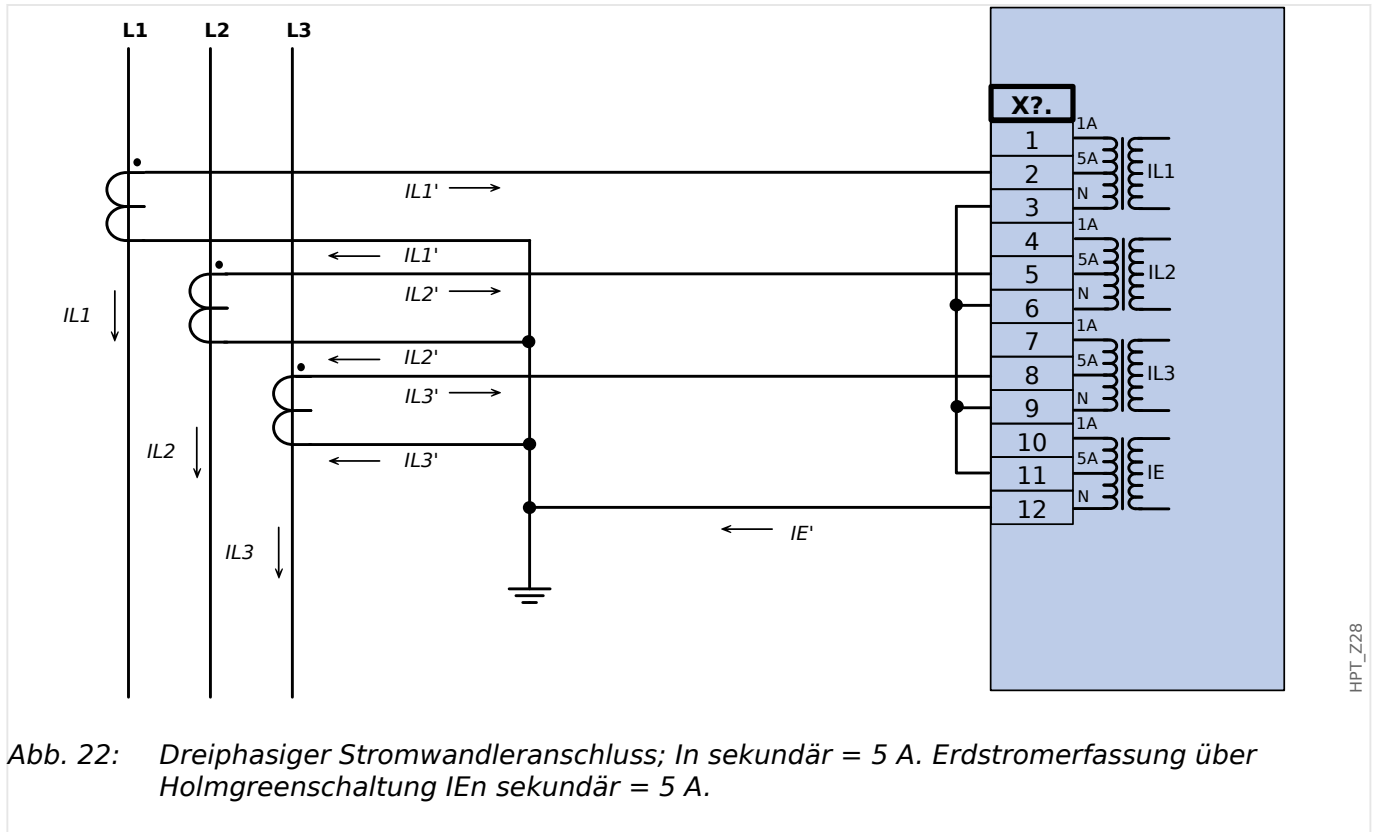 L1 L2 L3
X?.
1 1A
2 5A IL1
3 N
4 1A
5 5A IL2
6 N
7 1A
8 5A IL3
9 N
10 1A
11 5A IE
12 N
IL1'
IL1'
IL2'
IL1
IL2'
IL3'
IL2
IL3'
IE'
IL3
HPT_Z28
Abb. 22: Dreiphasiger Stromwandleranschluss; In sekundär = 5 A. Erdstromerfassung über
Holmgreenschaltung IEn sekundär = 5 A.